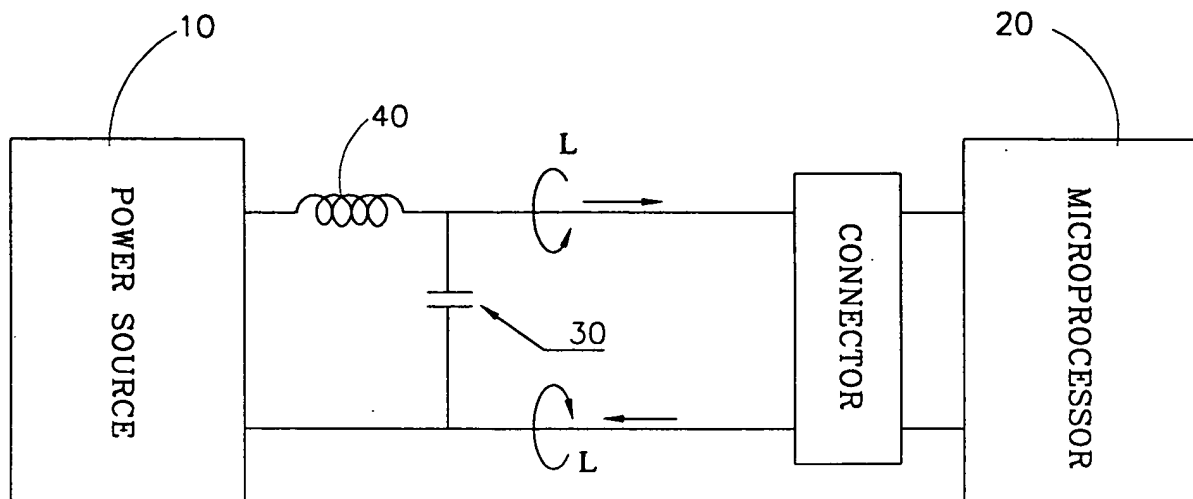 10
20
40
L
POWER SOURCE
CONNECTOR
MICROPROCESSOR
30
L